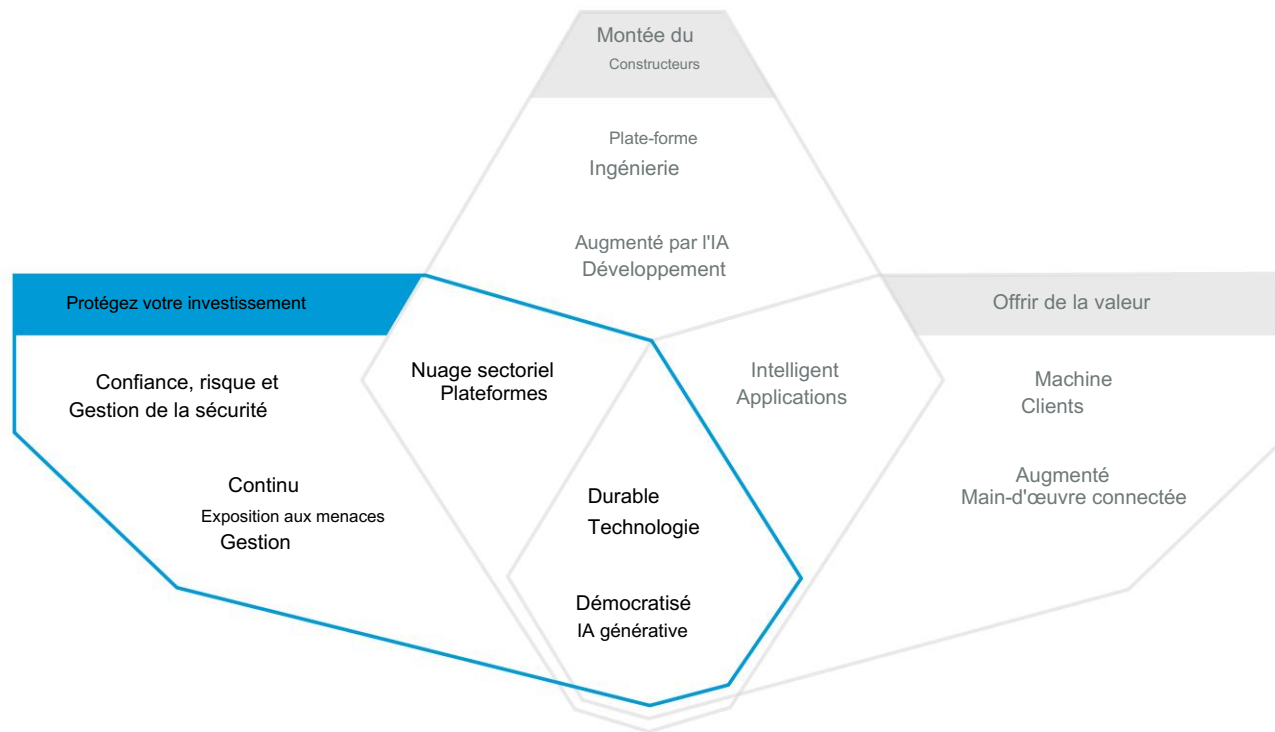 Montée du
Constructeurs
Plate-forme
Ingénierie
Augmenté par l'IA
Développement
Protégez votre investissement
Confiance, risque et
Gestion de la sécurité
Continu
Exposition aux menaces
Gestion
Nuage sectoriel
Plateformes
Durable
Technologie
Démocratisé
IA générative
Intelligent
Applications
Offrir de la valeur
Machine
Clients
Augmenté
Main-d'œuvre connectée